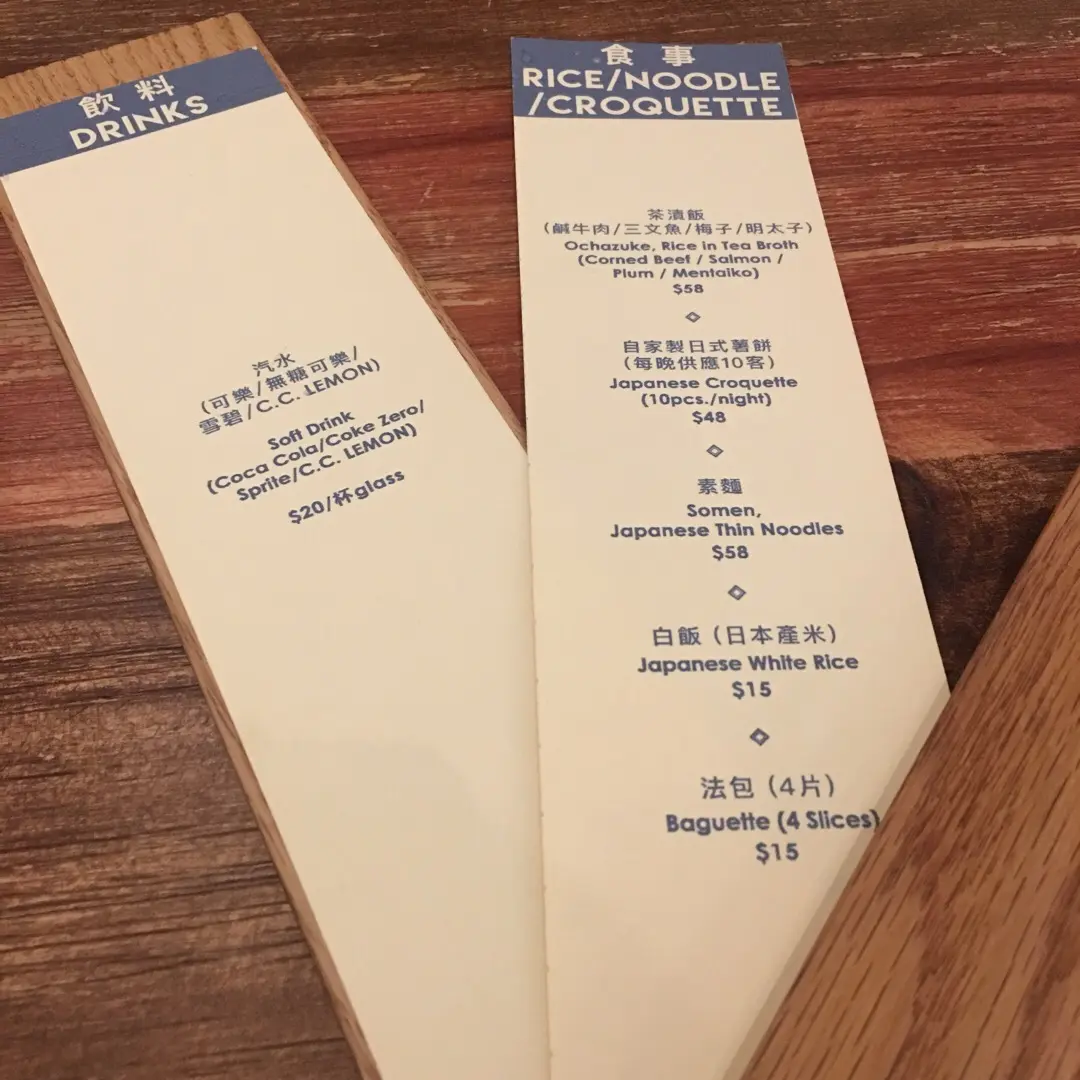 飲料
DRINKS
汽水
(可樂/無糖可樂/
雪碧/C.C. LEMON)
Soft Drink
(Coca Cola/Coke Zero/
Sprite/C.C. LEMON)
$20/杯glass
食事
RICE/NOODLE
/CROQUETTE
茶漬飯
(鹹牛肉/三文魚/梅子/明太子)
Ochazuke, Rice in Tea Broth
(Corned Beef / Salmon /
Plum / Mentaiko)
$58
自家製日式薯餅
(每晚供應10客)
Japanese Croquette
(10pcs./night)
$48
素麵
Somen,
Japanese Thin Noodles
$58
白飯 (日本產米)
Japanese White Rice
$15
法包 (4片)
Baguette (4 Slices)
$15